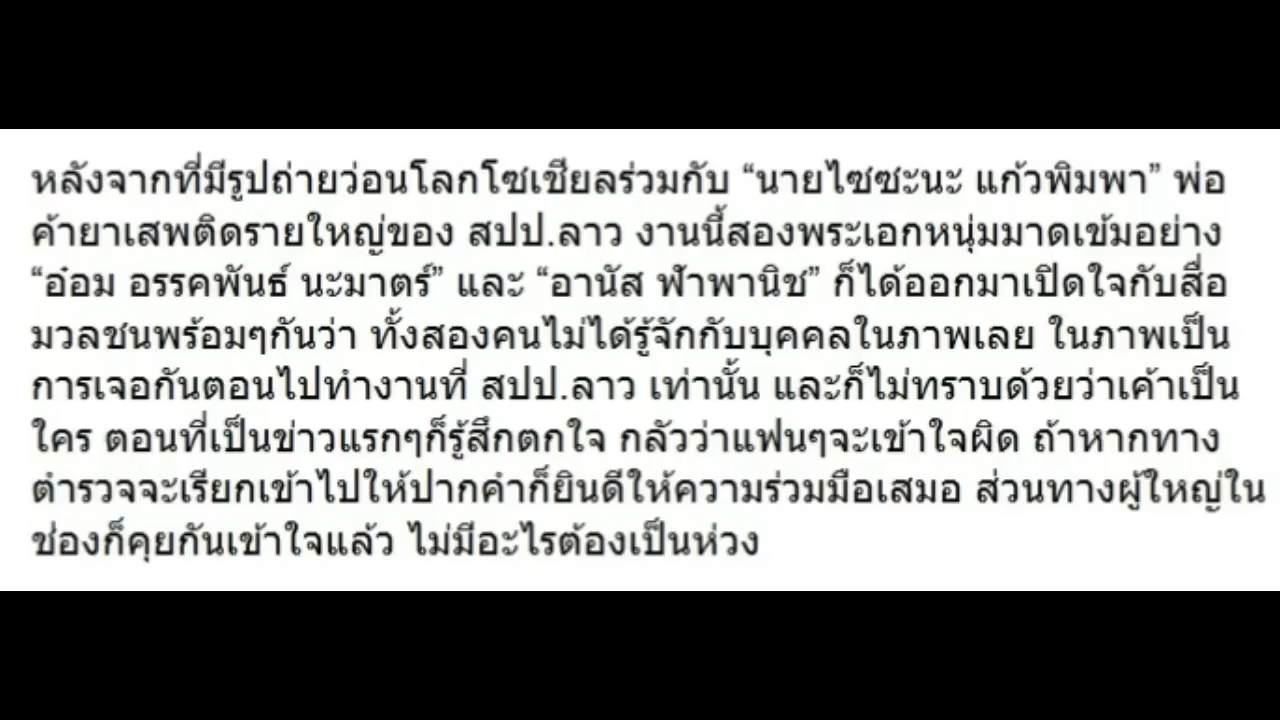 หลังจากที่มีรูปถ่ายว่อนโลกโซเชียลร่วมกับ “นายไซซะนะ แก้วพิมพา” พ่อ
ค้ายาเสพติดรายใหญ่ของ สปป.ลาว งานนี้สองพระเอกหนุ่มมาดเข้มอย่าง
“อ๋อม อรรคพันธ์ นะมาตร์” และ “อานัส ฬาพานิช” ก็ได้ออกมาเปิดใจกับสื่อ
มวลชนพร้อมๆกันว่า ทั้งสองคนไม่ได้รู้จักกับบุคคลในภาพเลย ในภาพเป็น
การเจอกันตอนไปทำงานที่ สปป.ลาว เท่านั้น และก็ไม่ทราบด้วยว่าเค้าเป็น
ใคร ตอนที่เป็นข่าวแรกๆก็รู้สึกตกใจ กลัวว่าแฟนๆจะเข้าใจผิด ถ้าหากทาง
ตำรวจจะเรียกเข้าไปให้ปากคำก็ยินดีให้ความร่วมมือเสมอ ส่วนทางผู้ใหญ่ใน
ช่องก็คุยกันเข้าใจแล้ว ไม่มีอะไรต้องเป็นห่วง